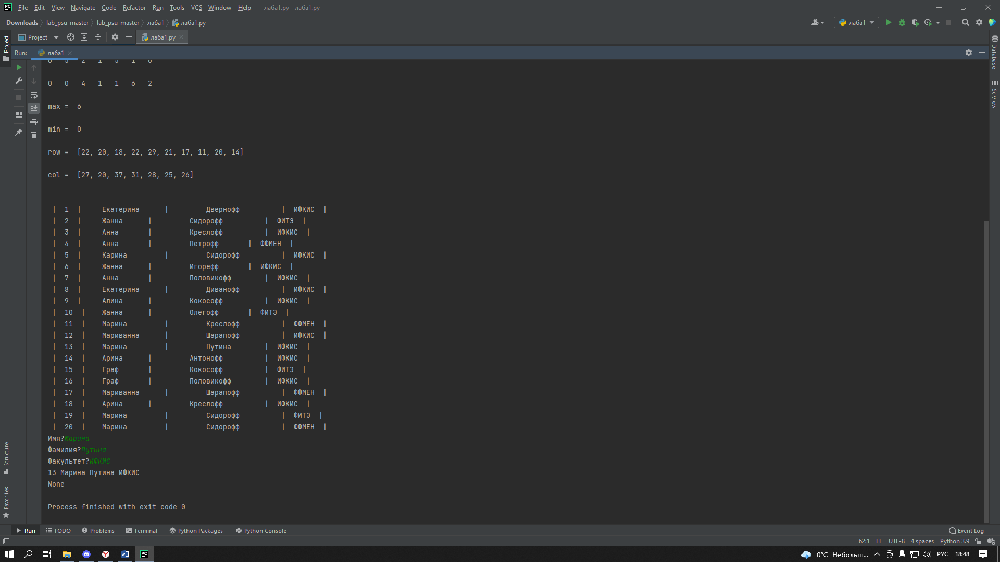 File Edit View Navigate Code Refactor Run Tools VCS Window Help лаба1.py - лаба1.py
Downloads lab_psu-master lab_psu-master лаба1 лаба1.py лаба1
Project лаба1.py
Run: лаба1
6 5 2 1 5 1 0
0 0 4 1 1 6 2
max = 6
min = 0
row = [22, 20, 18, 22, 29, 21, 17, 11, 20, 14]
col = [27, 20, 37, 31, 28, 25, 26]
| 1 | Екатерина | Двернофф | ИФКИС |
| 2 | Жанна | Сидорофф | ФИТЭ |
| 3 | Анна | Креслофф | ИФКИС |
| 4 | Анна | Петрофф | ФФМЕН |
| 5 | Карина | Сидорофф | ИФКИС |
| 6 | Жанна | Игорефф | ИФКИС |
| 7 | Анна | Половикофф | ИФКИС |
| 8 | Екатерина | Диванофф | ИФКИС |
| 9 | Алина | Кокософф | ИФКИС |
| 10 | Жанна | Олегофф | ФИТЭ |
| 11 | Марина | Креслофф | ФФМЕН |
| 12 | Мариванна | Шарапофф | ИФКИС |
| 13 | Марина | Путина | ИФКИС |
| 14 | Арина | Антонофф | ИФКИС |
| 15 | Граф | Кокософф | ФИТЭ |
| 16 | Граф | Половикофф | ИФКИС |
| 17 | Мариванна | Шарапофф | ФФМЕН |
| 18 | Арина | Креслофф | ИФКИС |
| 19 | Марина | Сидорофф | ФИТЭ |
| 20 | Марина | Сидорофф | ФФМЕН |
Имя?Марина
Фамилия?Путина
Факультет?ИФКИС
13 Марина Путина ИФКИС
None
Process finished with exit code 0
Project
Structure
Favorites
Database
SciView
Run TODO Problems Terminal Python Packages Python Console Event Log
62:1 LF UTF-8 4 spaces Python 3.9
0°C Небольш... РУС 18:48